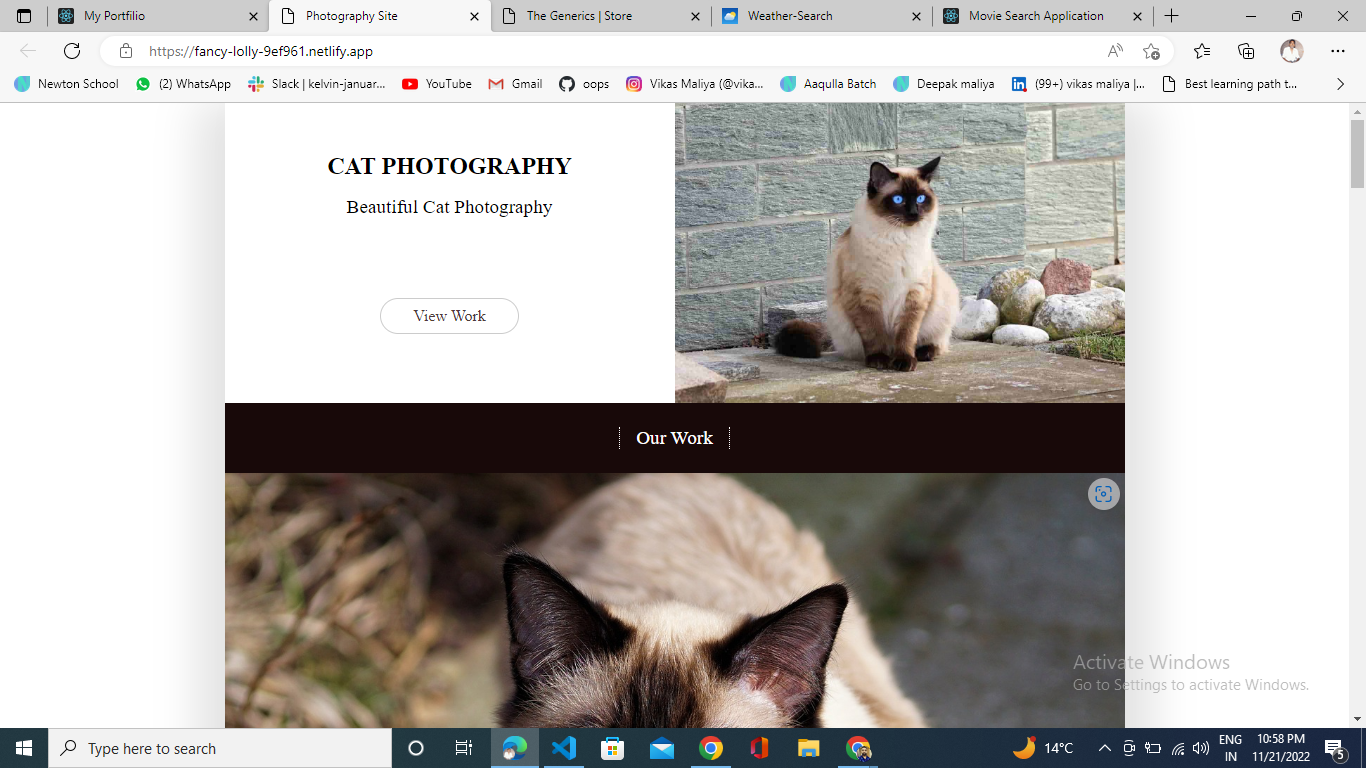 My Portfilio
Photography Site
The Generics | Store
Weather-Search
Movie Search Application
https://fancy-lolly-9ef961.netlify.app
Newton School
(2) WhatsApp
Slack | kelvin-januar...
YouTube
Gmail
oops
Vikas Maliya (@vika...
Aaqulla Batch
Deepak maliya
(99+) vikas maliya |...
Best learning path t...
CAT PHOTOGRAPHY
Beautiful Cat Photography
View Work
Our Work
Activate Windows
Go to Settings to activate Windows.
Type here to search
14°C
ENG
IN
10:58 PM
11/21/2022
5